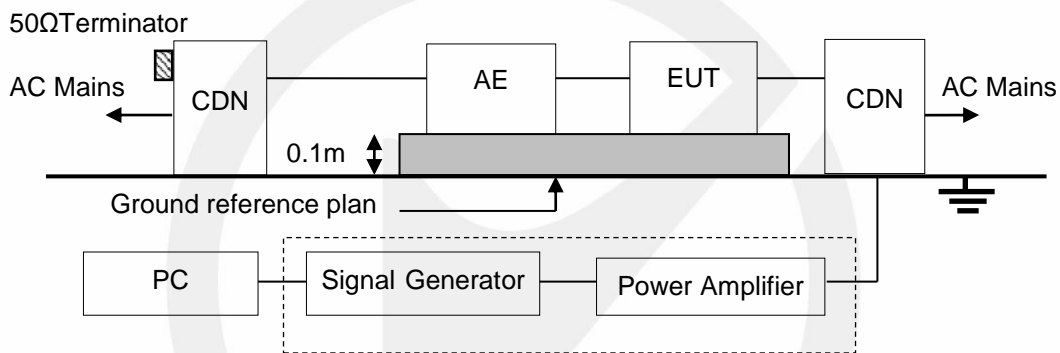 50ΩTerminator
AC Mains
CDN
AE
EUT
CDN
AC Mains
0.1m
Ground reference plan
PC
Signal Generator
Power Amplifier